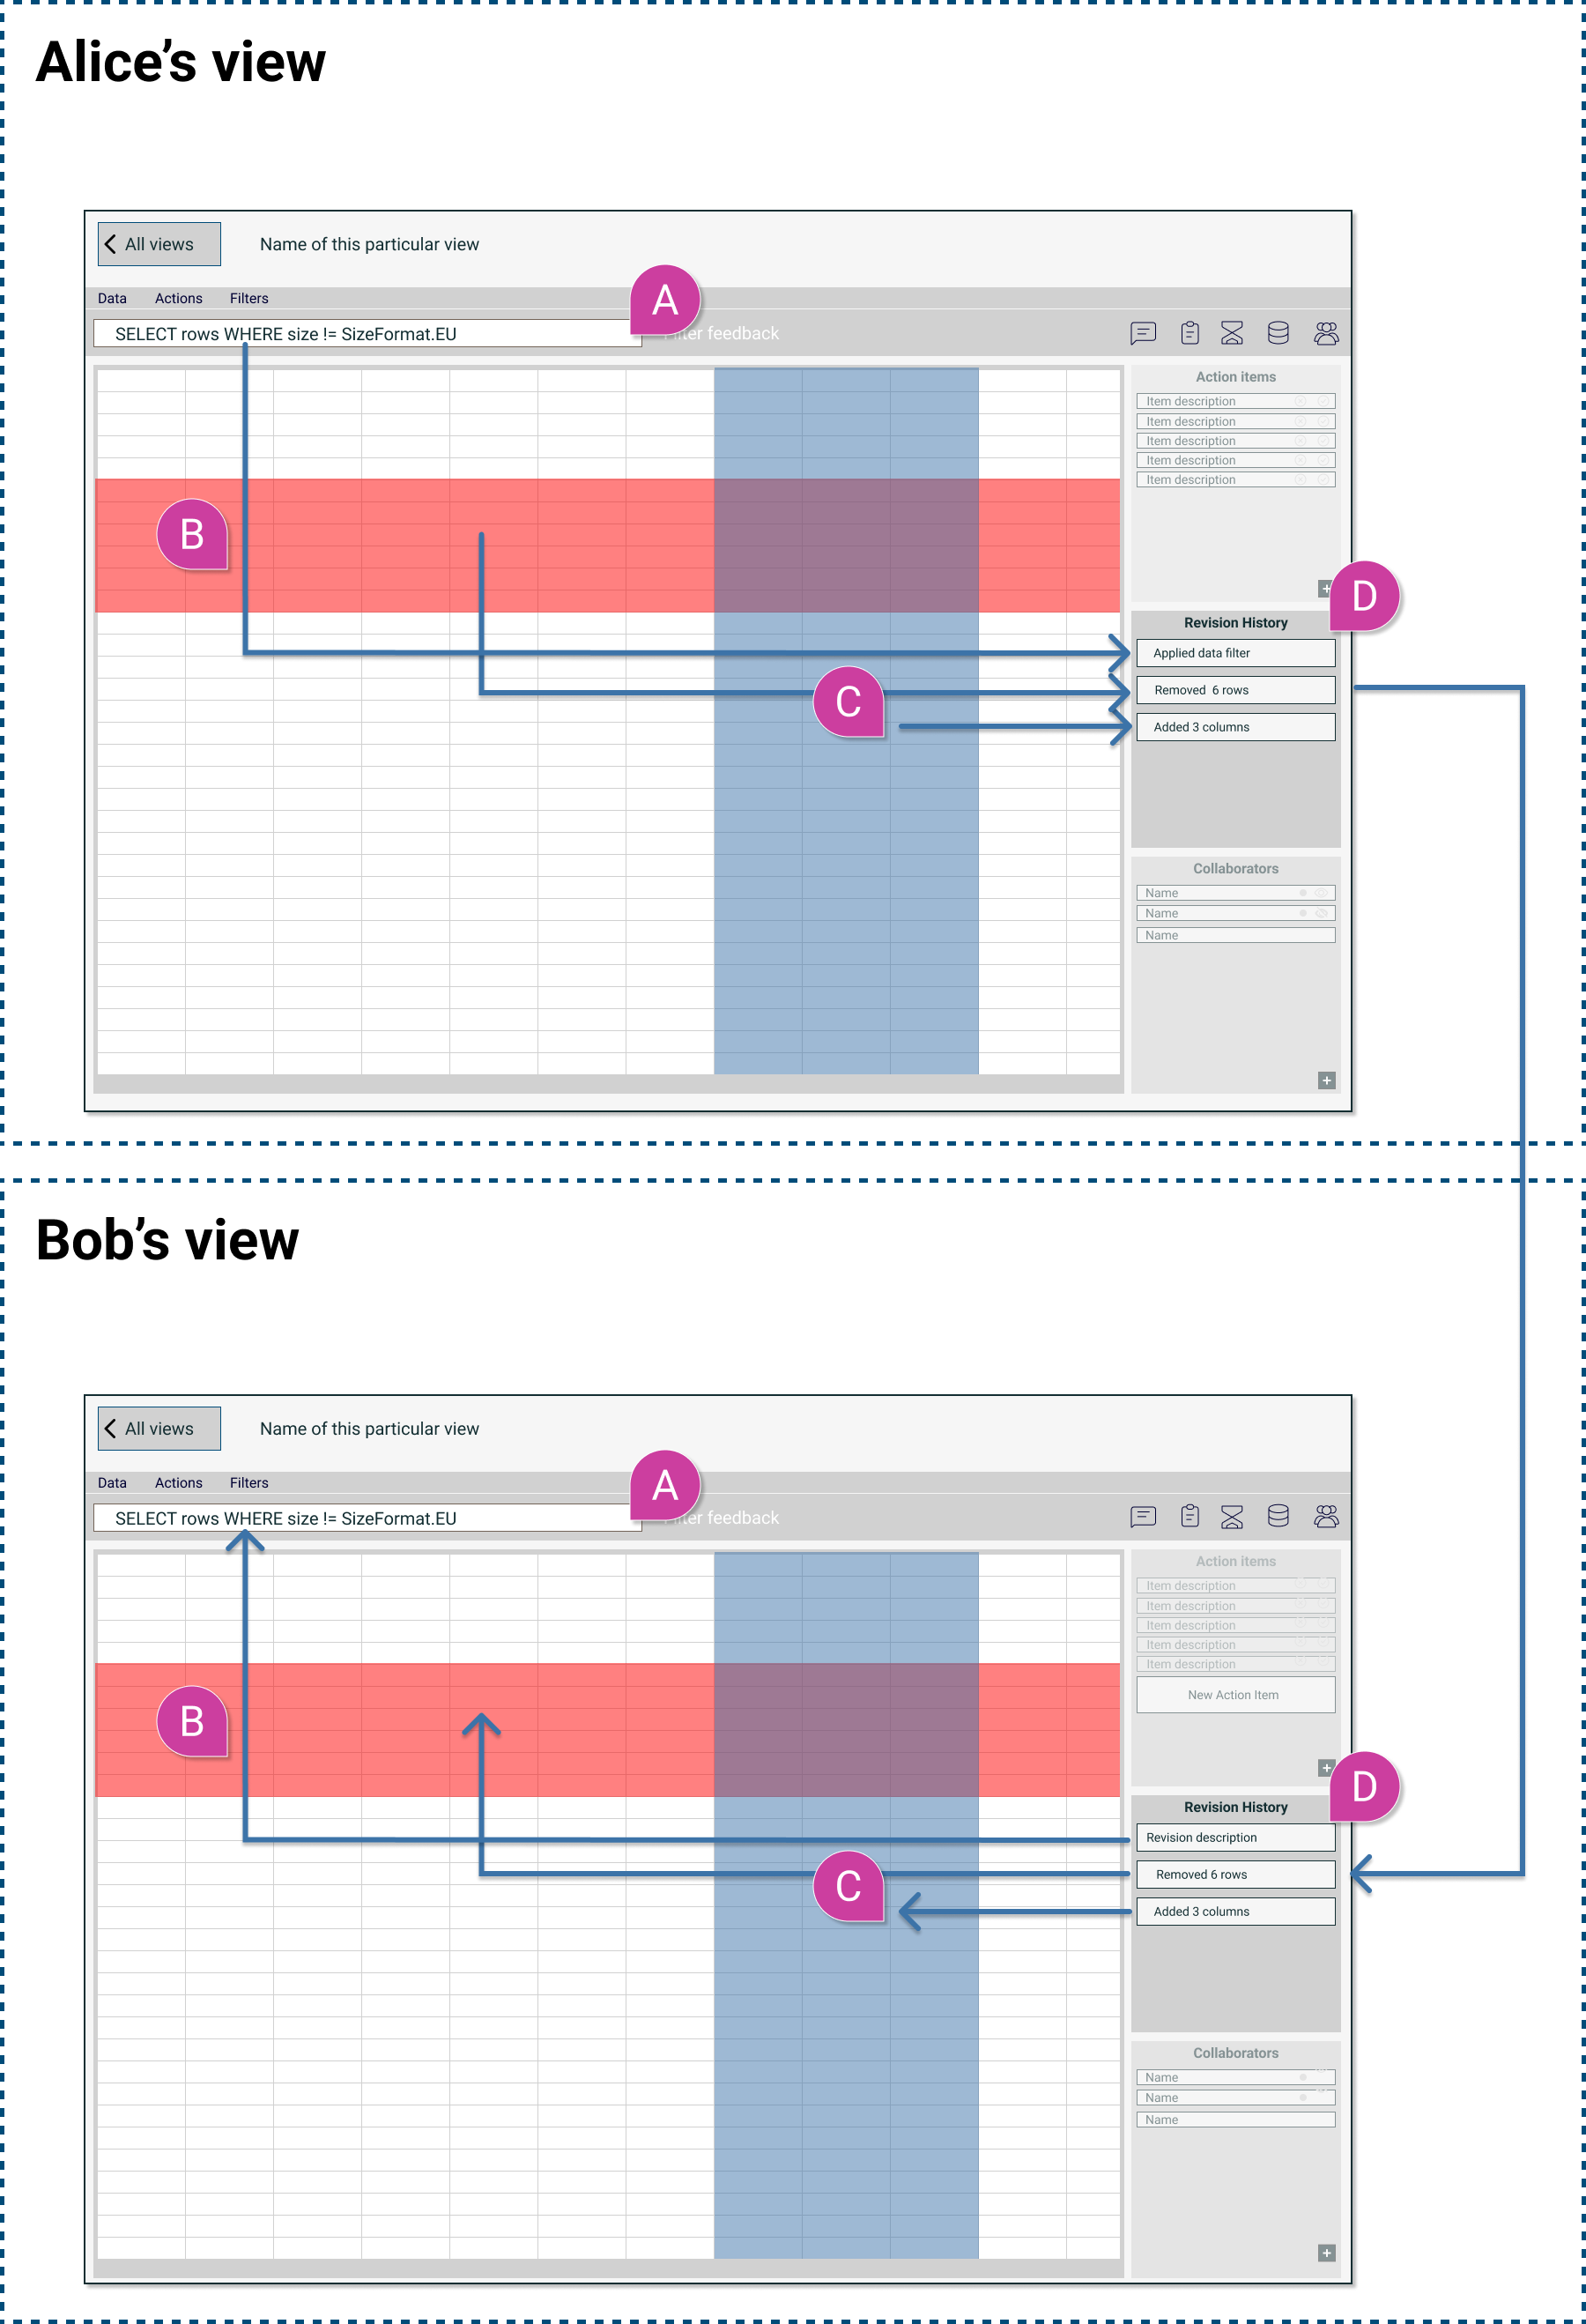 Alice’s view
All views
Name of this particular view
Data Actions Filters
A
SELECT rows WHERE size != SizeFormat.EU
feedback
Action items
Item description
Item description
Item description
Item description
Item description
B
D
Revision History
Applied data filter
Removed 6 rows
C
Added 3 columns
Collaborators
Name
Name
Name
Bob’s view
All views
Name of this particular view
Data Actions Filters
A
SELECT rows WHERE size != SizeFormat.EU
feedback
Action items
Item description
Item description
Item description
Item description
Item description
New Action Item
B
D
Revision History
Revision description
Removed 6 rows
C
Added 3 columns
Collaborators
Name
Name
Name